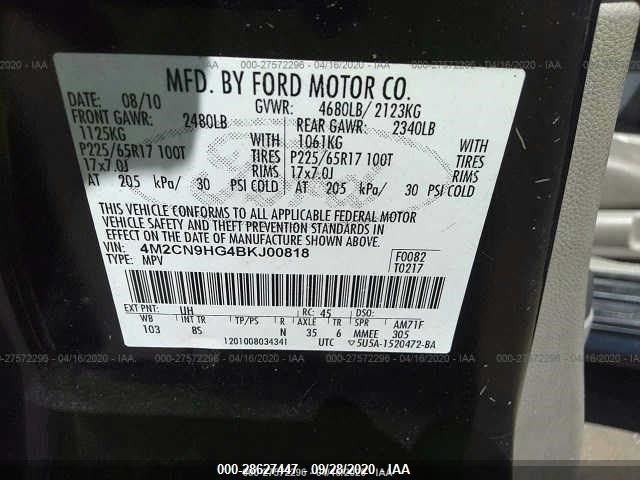 000-27572296 - 04/16/2020 - IAA
MFD. BY FORD MOTOR CO.
DATE: 08/10 GVWR: 4680LB/ 2123KG
FRONT GAWR: 2480LB REAR GAWR: 2340LB
1125KG WITH 1061KG WITH
P225/65R17 100T TIRES P225/65R17 100T TIRES
17x7.0J RIMS 17x7.0J RIMS
AT 205 kPa/ 30 PSI COLD AT 205 kPa/ 30 PSI COLD
Ford
THIS VEHICLE CONFORMS TO ALL APPLICABLE FEDERAL MOTOR
VEHICLE SAFETY AND THEFT PREVENTION STANDARDS IN
EFFECT ON THE DATE OF MANUFACTURE SHOWN ABOVE.
VIN: 4M2CN9HG4BKJ00818 F0082
TYPE: MPV T0217
EXT PNT: UH RC: 45 DSO:
WB INT TR TP/PS R AXLE TR SPR AM71F
103 8S N 35 6 MMEE 305
1201008034341 UTC ▽5U5A-1520472-BA
000-28627447 - 09/28/2020 - IAA